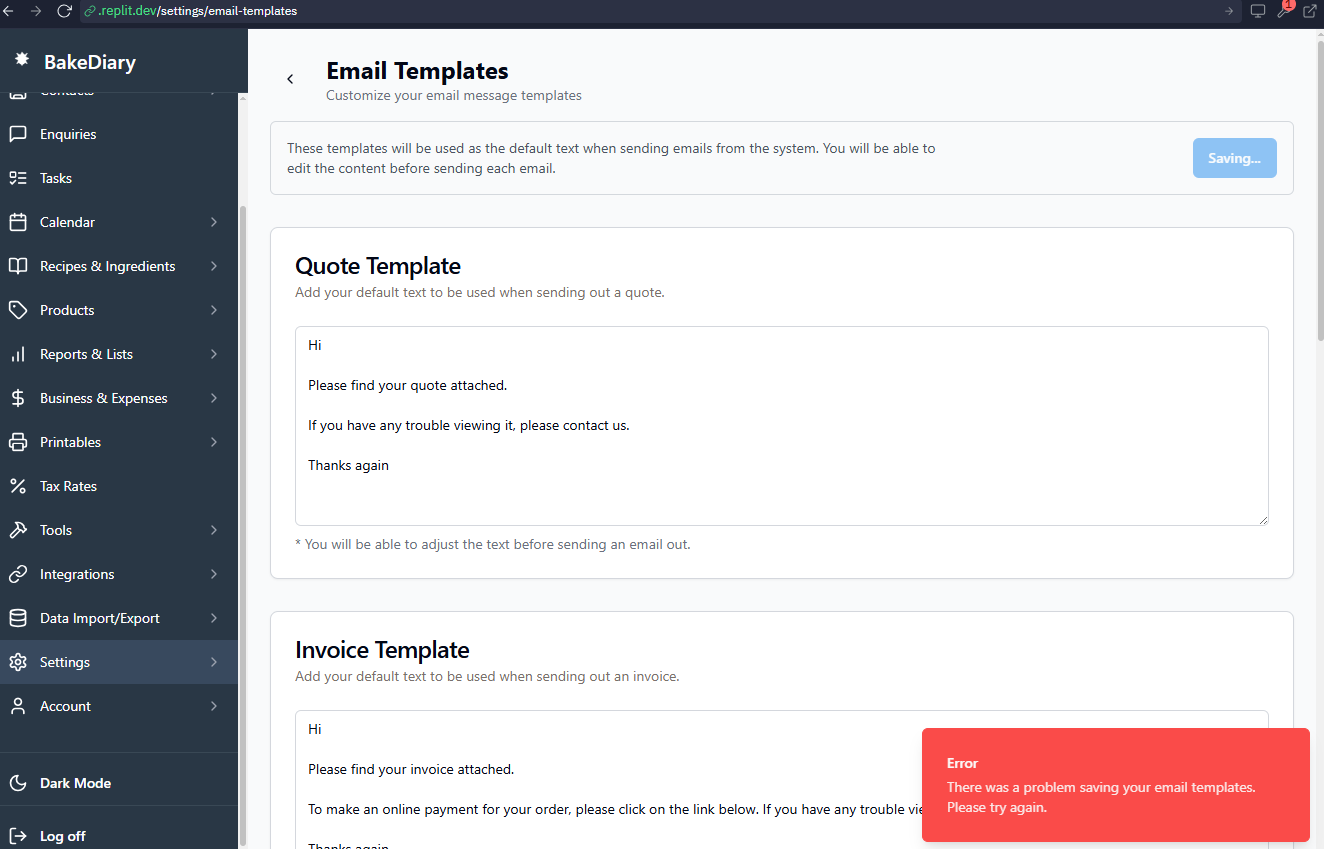 .replit.dev/settings/email-templates
1
BakeDiary
Contacts
Enquiries
Tasks
Calendar
Recipes & Ingredients
Products
Reports & Lists
Business & Expenses
Printables
Tax Rates
Tools
Integrations
Data Import/Export
Settings
Account
Dark Mode
Log off
Email Templates
Customize your email message templates
These templates will be used as the default text when sending emails from the system. You will be able to
edit the content before sending each email.
Saving...
Quote Template
Add your default text to be used when sending out a quote.
Hi
Please find your quote attached.
If you have any trouble viewing it, please contact us.
Thanks again
* You will be able to adjust the text before sending an email out.
Invoice Template
Add your default text to be used when sending out an invoice.
Hi
Please find your invoice attached.
To make an online payment for your order, please click on the link below. If you have any trouble
Thanks again
Error
There was a problem saving your email templates.
Please try again.